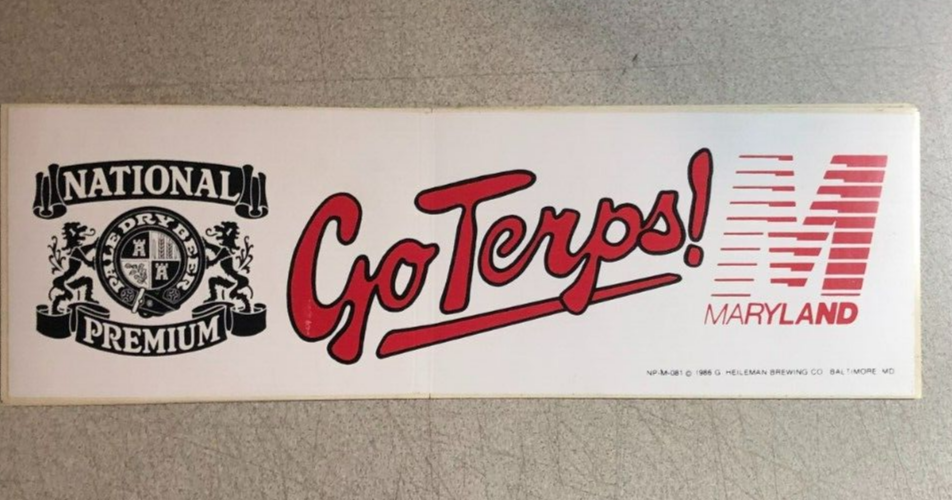 NATIONAL
PALE DRY BEER
PREMIUM
Go Terps!
M
MARYLAND
NP-M-081 © 1986 G. HEILEMAN BREWING CO. BALTIMORE, MD